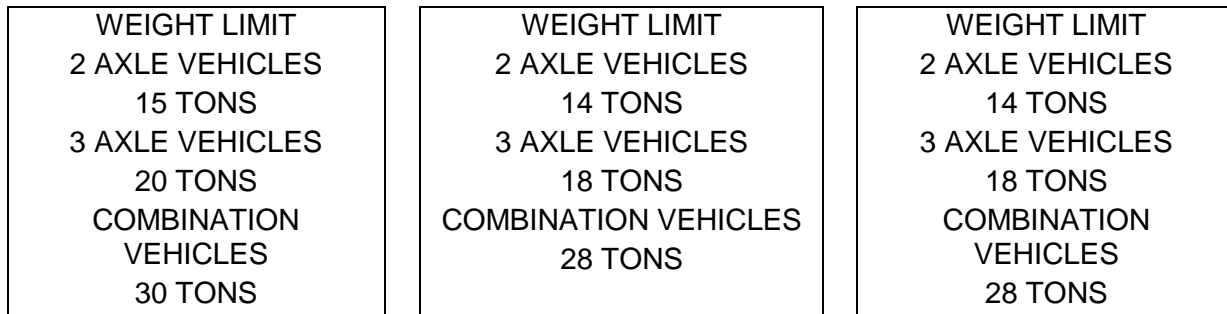 WEIGHT LIMIT
2 AXLE VEHICLES
15 TONS
3 AXLE VEHICLES
20 TONS
COMBINATION
VEHICLES
30 TONS
WEIGHT LIMIT
2 AXLE VEHICLES
14 TONS
3 AXLE VEHICLES
18 TONS
COMBINATION VEHICLES
28 TONS
WEIGHT LIMIT
2 AXLE VEHICLES
14 TONS
3 AXLE VEHICLES
18 TONS
COMBINATION
VEHICLES
28 TONS